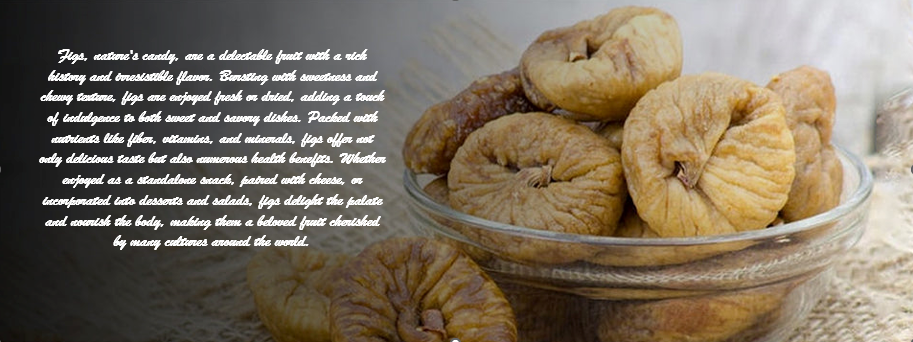 Figs, nature's candy, are a delectable fruit with a rich
history and irresistible flavor. Bursting with sweetness and
chewy texture, figs are enjoyed fresh or dried, adding a touch
of indulgence to both sweet and savory dishes. Packed with
nutrients like fiber, vitamins, and minerals, figs offer not
only delicious taste but also numerous health benefits. Whether
enjoyed as a standalone snack, paired with cheese, or
incorporated into desserts and salads, figs delight the palate
and nourish the body, making them a beloved fruit cherished
by many cultures around the world.